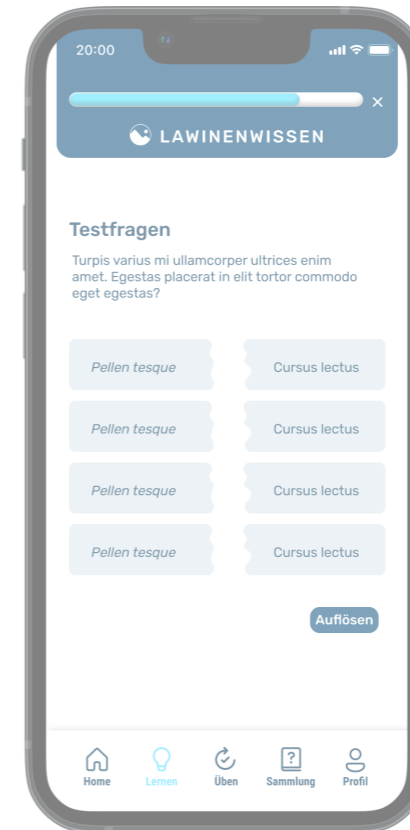 20:00
LAWINENWISSEN
Testfragen
Turpis varius mi ullamcorper ultrices enim
amet. Egestas placerat in elit tortor commodo
eget egestas?
Pellen tesque Cursus lectus
Pellen tesque Cursus lectus
Pellen tesque Cursus lectus
Pellen tesque Cursus lectus
Auflösen
Home Lernen Üben Sammlung Profil